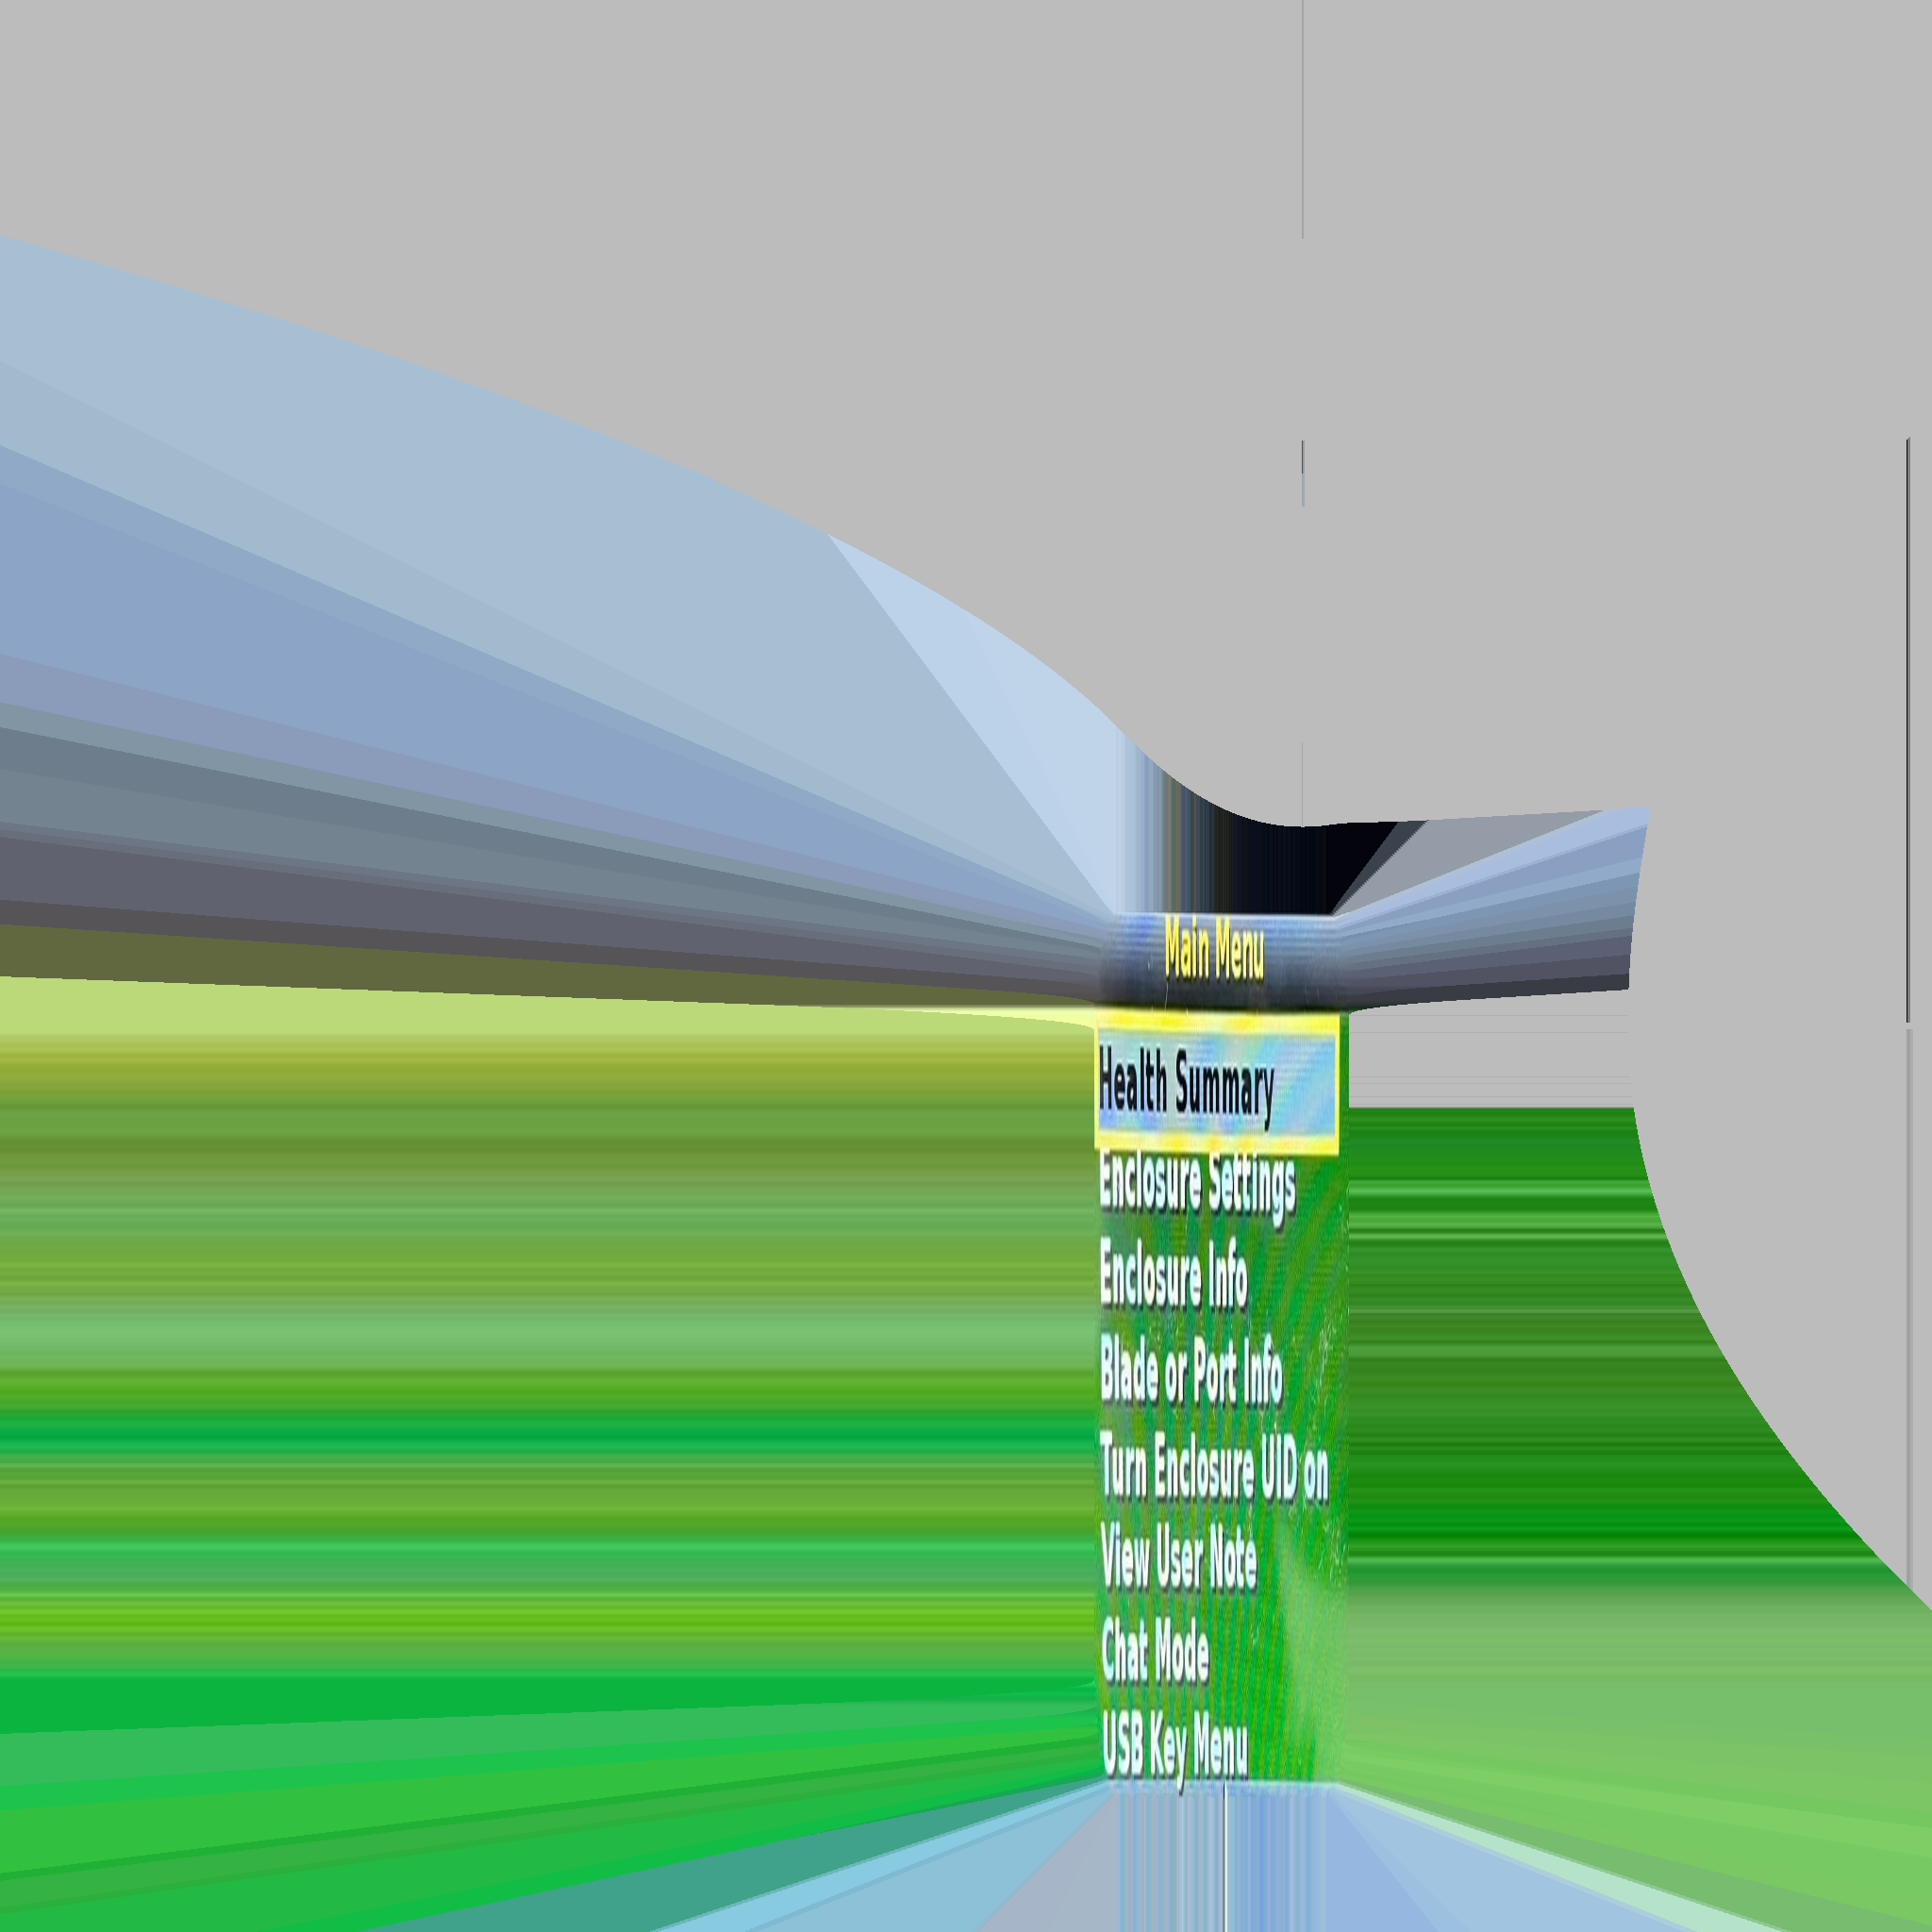 Main Menu
Health Summary
Enclosure Settings
Enclosure Info
Blade or Port Info
Turn Enclosure UID on
View User Note
Chat Mode
USB Key Menu